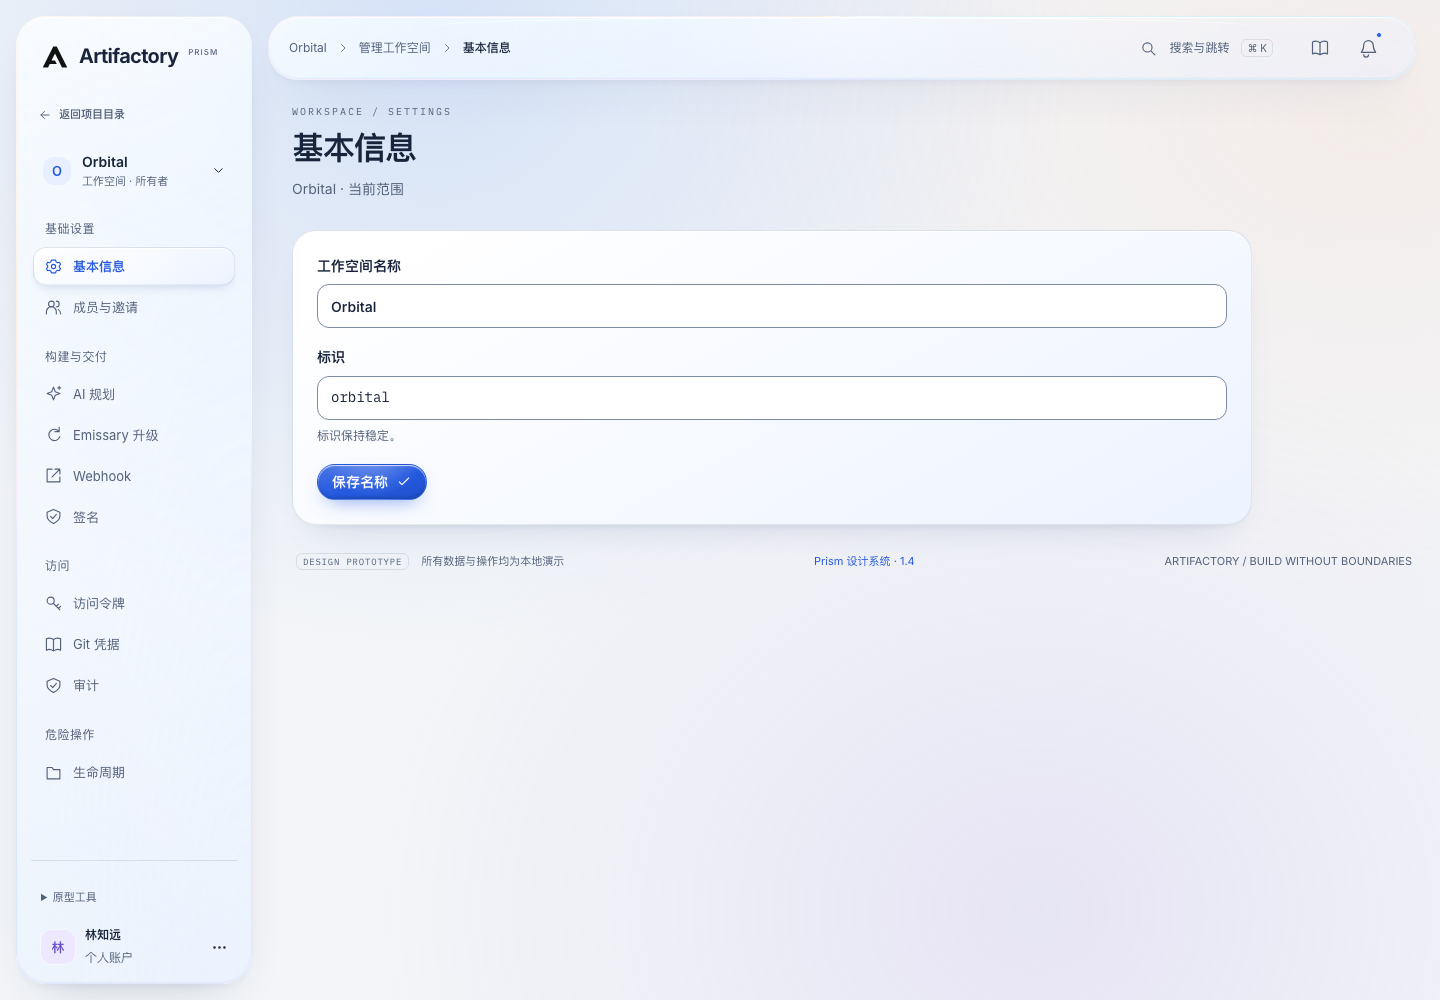 Artifactory PRISM
返回项目目录
O
Orbital
工作空间 · 所有者
基础设置
基本信息
成员与邀请
构建与交付
AI 规划
Emissary 升级
Webhook
签名
访问
访问令牌
Git 凭据
审计
危险操作
生命周期
原型工具
林
林知远
个人账户
Orbital
管理工作空间
基本信息
搜索与跳转
⌘ K
WORKSPACE / SETTINGS
基本信息
Orbital · 当前范围
工作空间名称
Orbital
标识
orbital
标识保持稳定。
保存名称
DESIGN PROTOTYPE
所有数据与操作均为本地演示
Prism 设计系统 · 1.4
ARTIFACTORY / BUILD WITHOUT BOUNDARIES